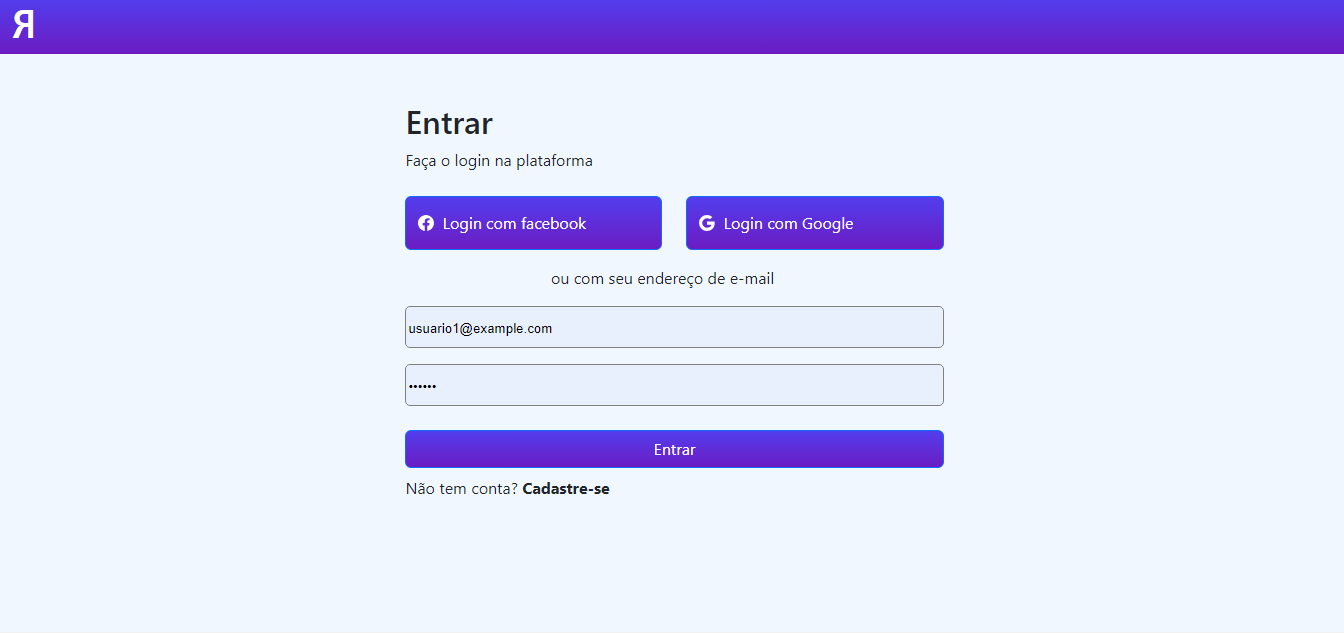 Я
Entrar
Faça o login na plataforma
Login com facebook
Login com Google
ou com seu endereço de e-mail
usuario1@example.com
••••••
Entrar
Não tem conta? Cadastre-se